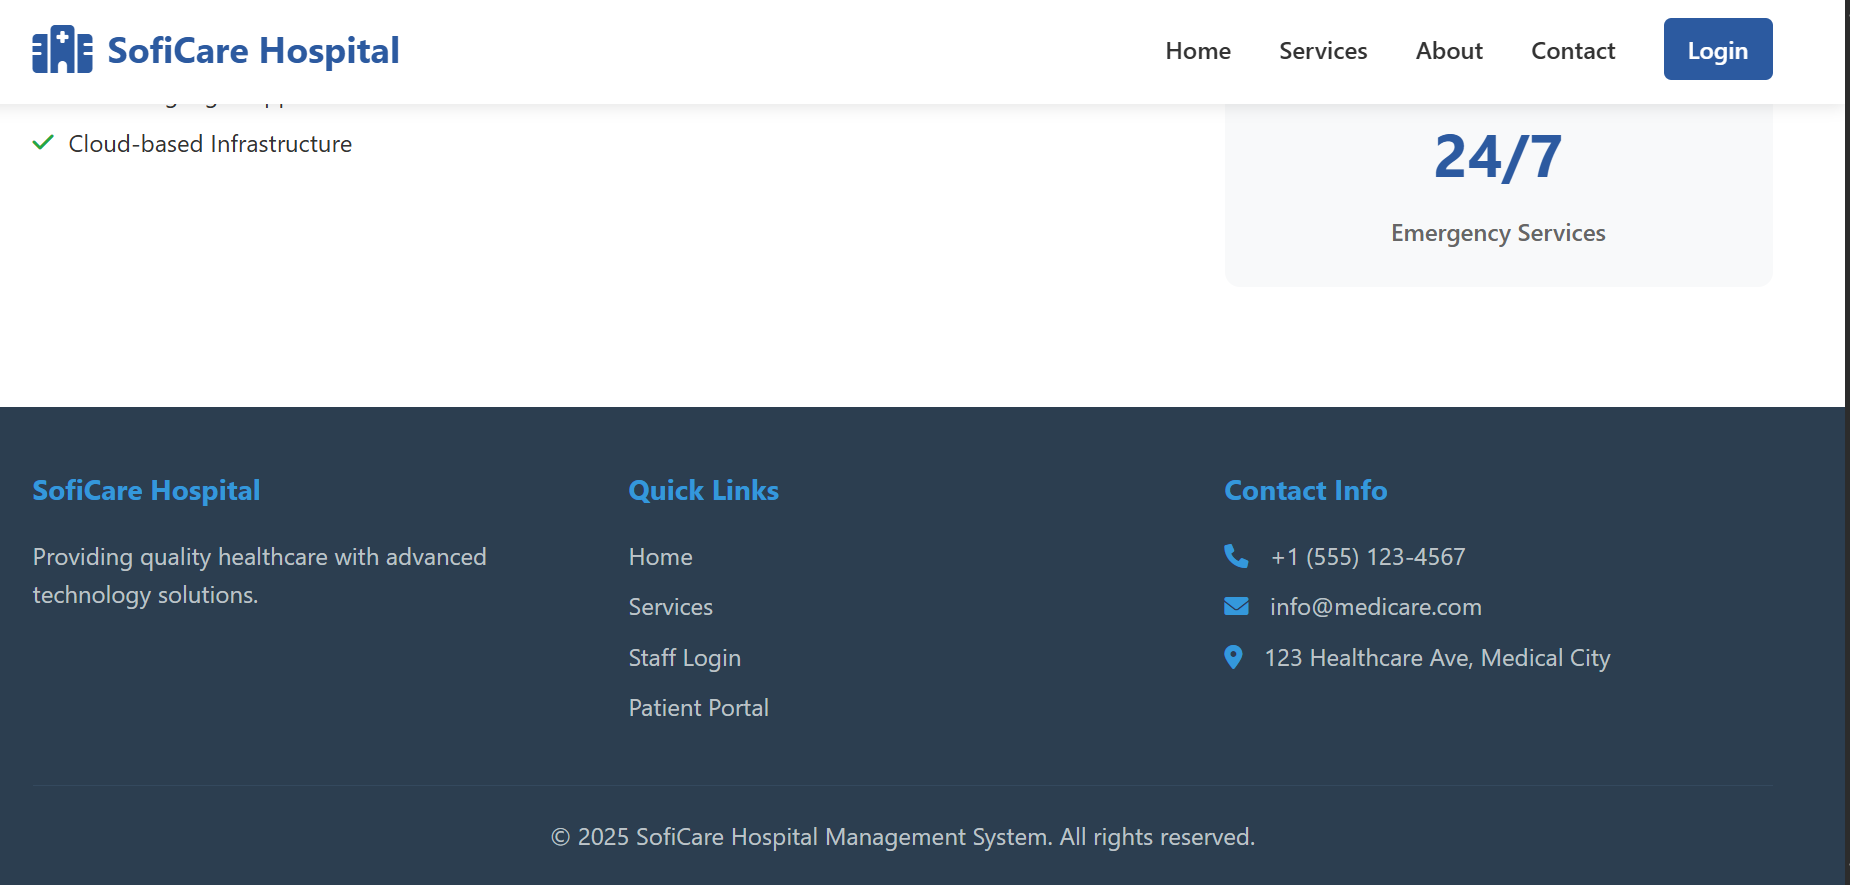 SofiCare Hospital
Home
Services
About
Contact
Login
Cloud-based Infrastructure
24/7
Emergency Services
SofiCare Hospital
Providing quality healthcare with advanced
technology solutions.
Quick Links
Home
Services
Staff Login
Patient Portal
Contact Info
+1 (555) 123-4567
info@medicare.com
123 Healthcare Ave, Medical City
© 2025 SofiCare Hospital Management System. All rights reserved.